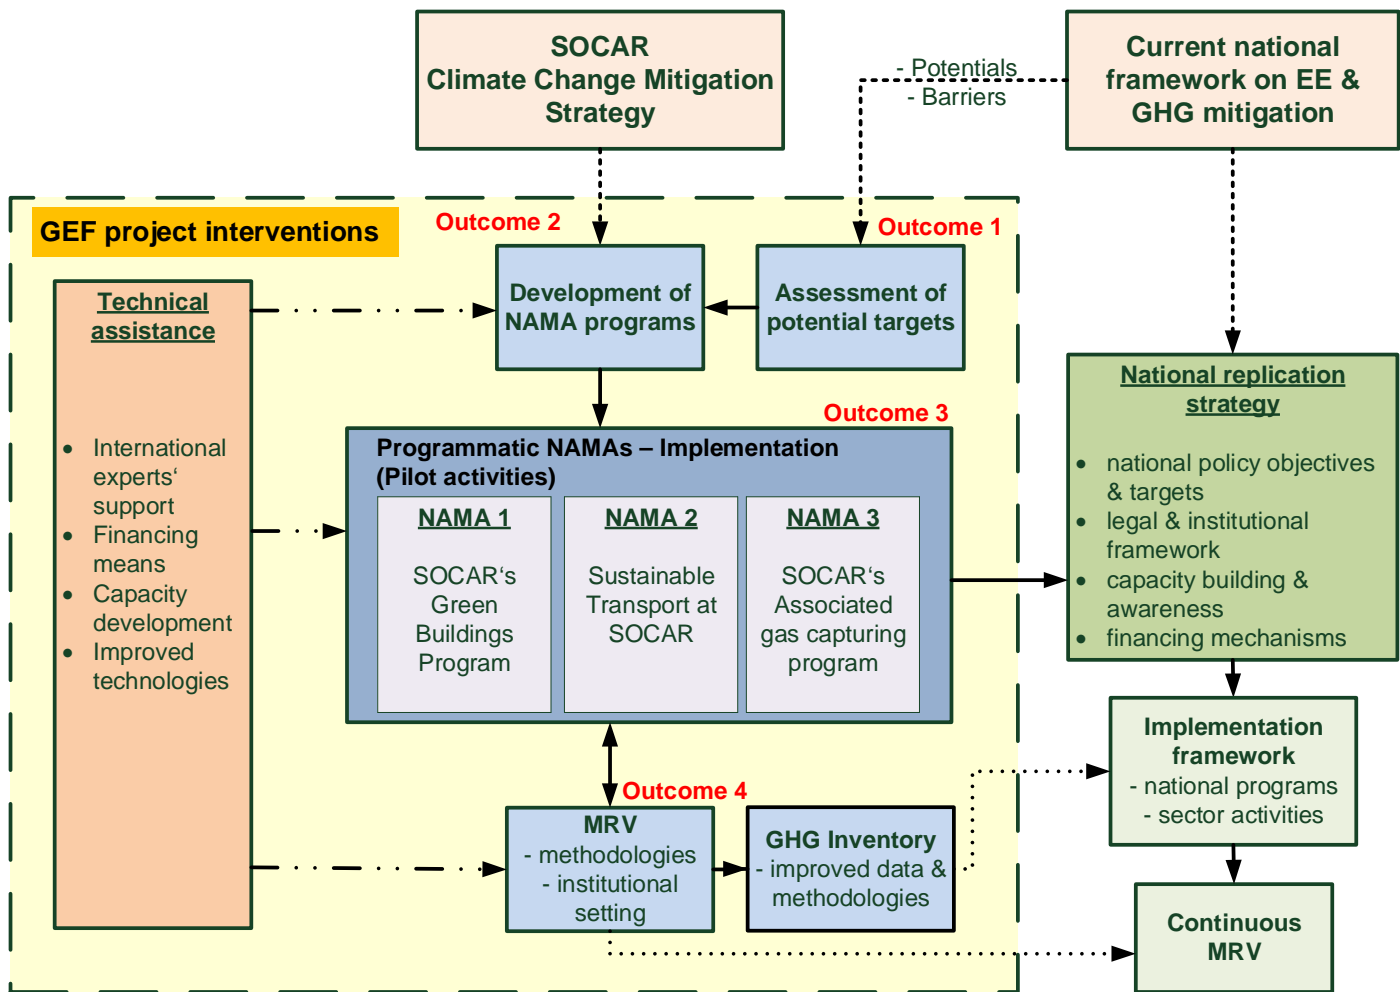 SOCAR
Climate Change Mitigation
Strategy
Current national
framework on EE &
GHG mitigation
- Potentials
- Barriers
GEF project interventions
Outcome 2
Outcome 1
Technical
assistance
• International
experts‘
support
• Financing
means
• Capacity
development
• Improved
technologies
Development of
NAMA programs
Assessment of
potential targets
Outcome 3
Programmatic NAMAs – Implementation
(Pilot activities)
NAMA 1
SOCAR‘s
Green
Buildings
Program
NAMA 2
Sustainable
Transport at
SOCAR
NAMA 3
SOCAR‘s
Associated
gas capturing
program
National replication
strategy
• national policy objectives
& targets
• legal & institutional
framework
• capacity building &
awareness
• financing mechanisms
Outcome 4
MRV
- methodologies
- institutional
setting
GHG Inventory
- improved data &
methodologies
Implementation
framework
- national programs
- sector activities
Continuous
MRV